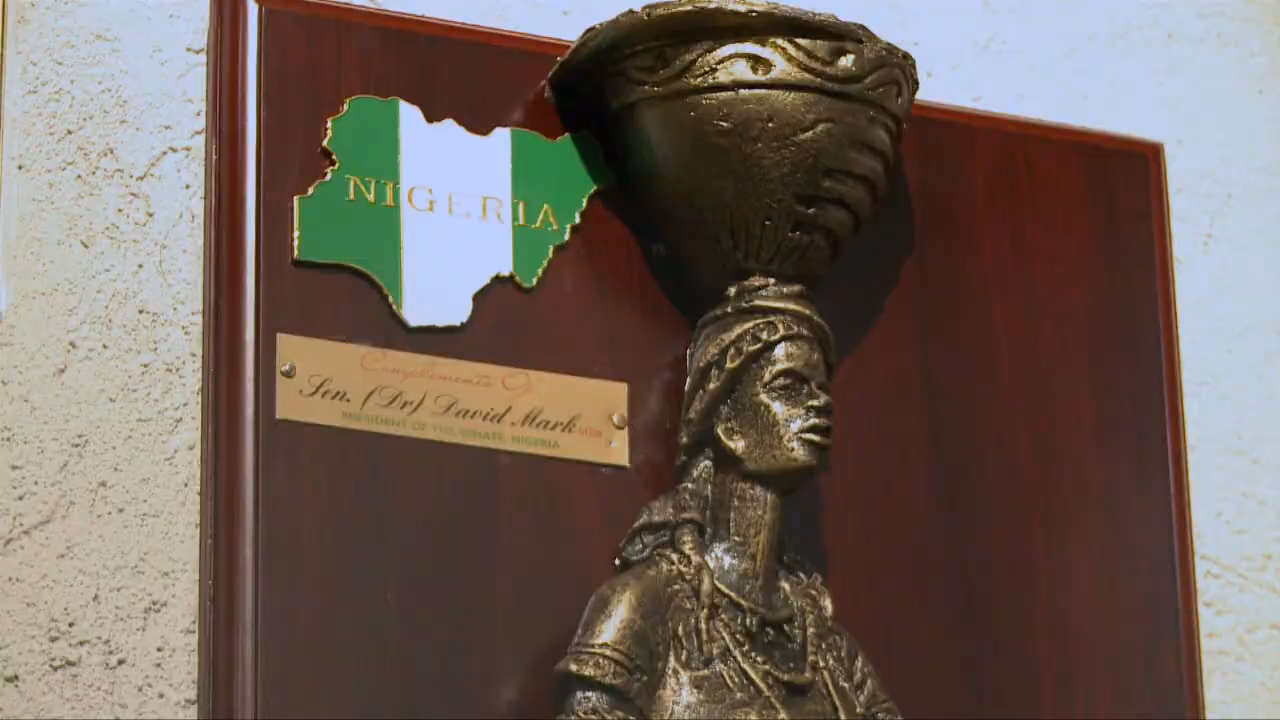 NIGERIA
Compliments Of
Sen. (Dr) David Mark
PRESIDENT OF THE SENATE, NIGERIA